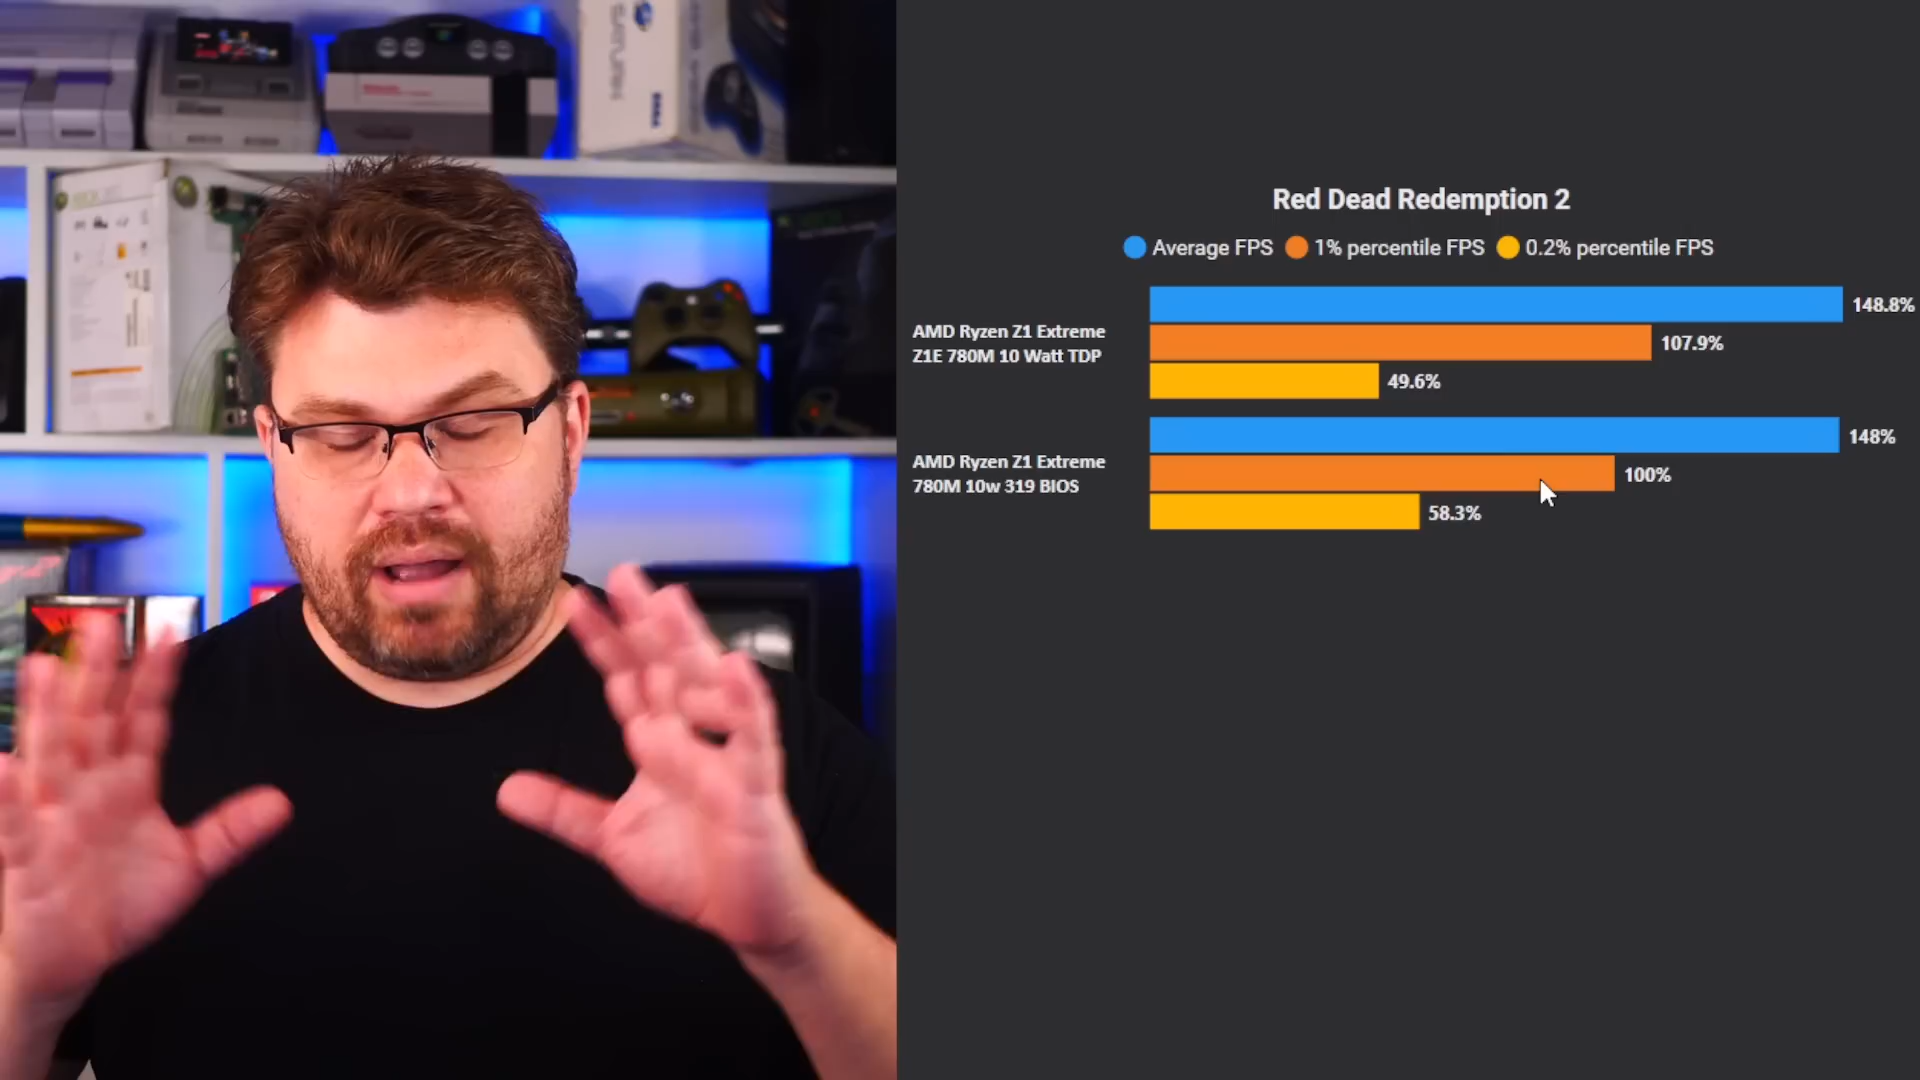 SATURN
SEGA
Red Dead Redemption 2
Average FPS 1% percentile FPS 0.2% percentile FPS
AMD Ryzen Z1 Extreme
Z1E 780M 10 Watt TDP
148.8%
107.9%
49.6%
AMD Ryzen Z1 Extreme
780M 10w 319 BIOS
148%
100%
58.3%